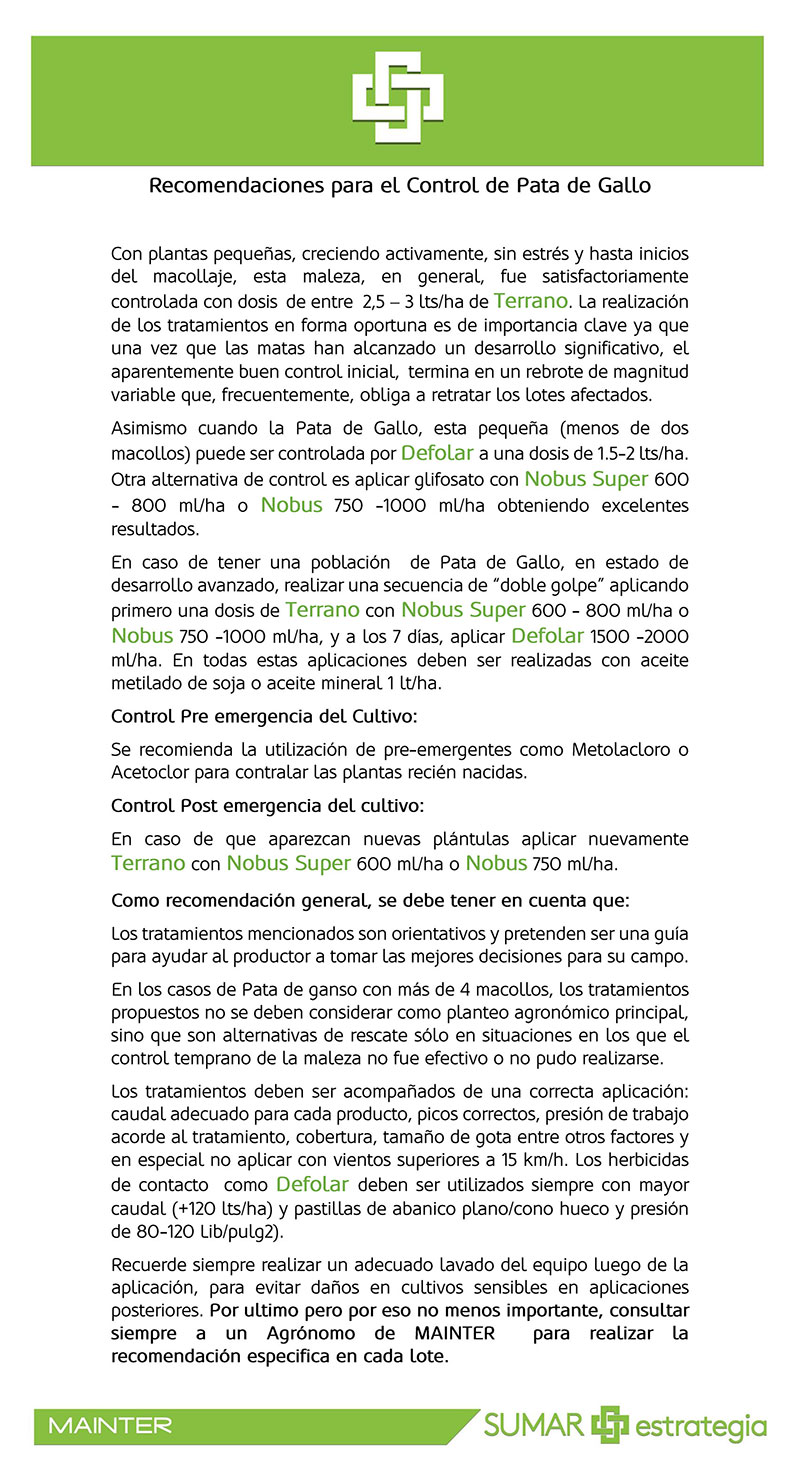 Recomendaciones para el Control de Pata de Gallo
Con plantas pequeñas, creciendo activamente, sin estrés y hasta inicios
del macollaje, esta maleza, en general, fue satisfactoriamente
controlada con dosis de entre 2,5 – 3 lts/ha de Terrano. La realización
de los tratamientos en forma oportuna es de importancia clave ya que
una vez que las matas han alcanzado un desarrollo significativo, el
aparentemente buen control inicial, termina en un rebrote de magnitud
variable que, frecuentemente, obliga a retratar los lotes afectados.
Asimismo cuando la Pata de Gallo, esta pequeña (menos de dos
macollos) puede ser controlada por Defolar a una dosis de 1.5-2 lts/ha.
Otra alternativa de control es aplicar glifosato con Nobus Super 600
- 800 ml/ha o Nobus 750 -1000 ml/ha obteniendo excelentes
resultados.
En caso de tener una población de Pata de Gallo, en estado de
desarrollo avanzado, realizar una secuencia de “doble golpe” aplicando
primero una dosis de Terrano con Nobus Super 600 - 800 ml/ha o
Nobus 750 -1000 ml/ha, y a los 7 días, aplicar Defolar 1500 -2000
ml/ha. En todas estas aplicaciones deben ser realizadas con aceite
metilado de soja o aceite mineral 1 lt/ha.
Control Pre emergencia del Cultivo:
Se recomienda la utilización de pre-emergentes como Metolacloro o
Acetoclor para contralar las plantas recién nacidas.
Control Post emergencia del cultivo:
En caso de que aparezcan nuevas plántulas aplicar nuevamente
Terrano con Nobus Super 600 ml/ha o Nobus 750 ml/ha.
Como recomendación general, se debe tener en cuenta que:
Los tratamientos mencionados son orientativos y pretenden ser una guía
para ayudar al productor a tomar las mejores decisiones para su campo.
En los casos de Pata de ganso con más de 4 macollos, los tratamientos
propuestos no se deben considerar como planteo agronómico principal,
sino que son alternativas de rescate sólo en situaciones en los que el
control temprano de la maleza no fue efectivo o no pudo realizarse.
Los tratamientos deben ser acompañados de una correcta aplicación:
caudal adecuado para cada producto, picos correctos, presión de trabajo
acorde al tratamiento, cobertura, tamaño de gota entre otros factores y
en especial no aplicar con vientos superiores a 15 km/h. Los herbicidas
de contacto como Defolar deben ser utilizados siempre con mayor
caudal (+120 lts/ha) y pastillas de abanico plano/cono hueco y presión
de 80-120 Lib/pulg2).
Recuerde siempre realizar un adecuado lavado del equipo luego de la
aplicación, para evitar daños en cultivos sensibles en aplicaciones
posteriores. Por ultimo pero por eso no menos importante, consultar
siempre a un Agrónomo de MAINTER para realizar la
recomendación especifica en cada lote.
MAINTER
SUMAR estrategia